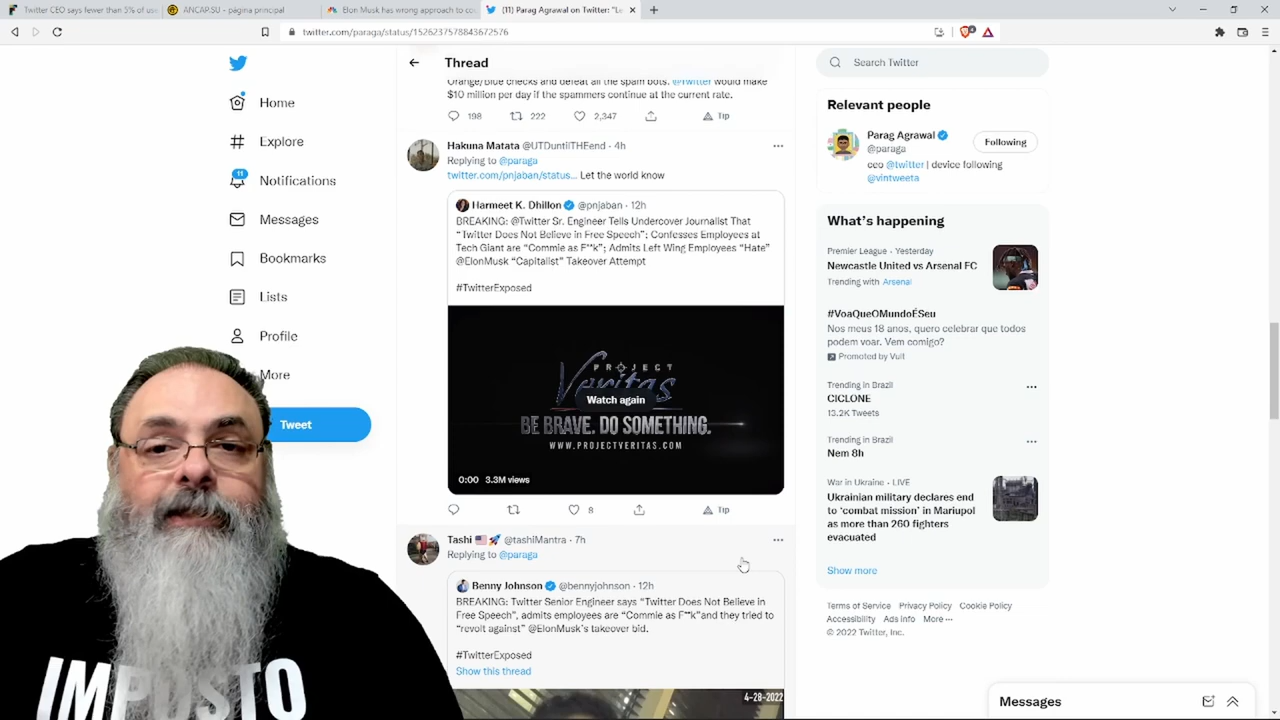 Twitter CEO says fewer than 5% of use
ANCAP.SU - página principal
Elon Musk has wrong approach to co
(11) Parag Agrawal on Twitter: "Le
twitter.com/paraga/status/1526237578843672576
Home
Explore
11
Notifications
Messages
Bookmarks
Lists
Profile
More
Tweet
Thread
Orange/Blue checks and defeat all the spam bots. @Twitter would make
$10 million per day if the spammers continue at the current rate.
198 222 2,347 Tip
Hakuna Matata @UTDuntilTHEend · 4h
Replying to @paraga
twitter.com/pnjaban/status... Let the world know
Harmeet K. Dhillon @pnjaban · 12h
BREAKING: @Twitter Sr. Engineer Tells Undercover Journalist That
"Twitter Does Not Believe in Free Speech"; Confesses Employees at
Tech Giant are "Commie as F**k"; Admits Left Wing Employees "Hate"
@ElonMusk "Capitalist" Takeover Attempt
#TwitterExposed
PROJECT
Veritas
Watch again
BE BRAVE. DO SOMETHING.
WWW.PROJECTVERITAS.COM
0:00 3.3M views
8 Tip
Tashi @tashiMantra · 7h
Replying to @paraga
Benny Johnson @bennyjohnson · 12h
BREAKING: Twitter Senior Engineer says "Twitter Does Not Believe in
Free Speech", admits employees are "Commie as F**k"and they tried to
"revolt against" @ElonMusk's takeover bid.
#TwitterExposed
Show this thread
4-28-2022
Search Twitter
Relevant people
Parag Agrawal
@paraga
Following
ceo @twitter | device following
@vintweeta
What's happening
Premier League · Yesterday
Newcastle United vs Arsenal FC
Trending with Arsenal
#VoaQueOMundoÉSeu
Nos meus 18 anos, quero celebrar que todos
podem voar. Vem comigo?
Promoted by Vult
Trending in Brazil
CICLONE
13.2K Tweets
Trending in Brazil
Nem 8h
War in Ukraine · LIVE
Ukrainian military declares end
to 'combat mission' in Mariupol
as more than 260 fighters
evacuated
Show more
Terms of Service Privacy Policy Cookie Policy
Accessibility Ads info More ···
© 2022 Twitter, Inc.
Messages
IMPOSTO